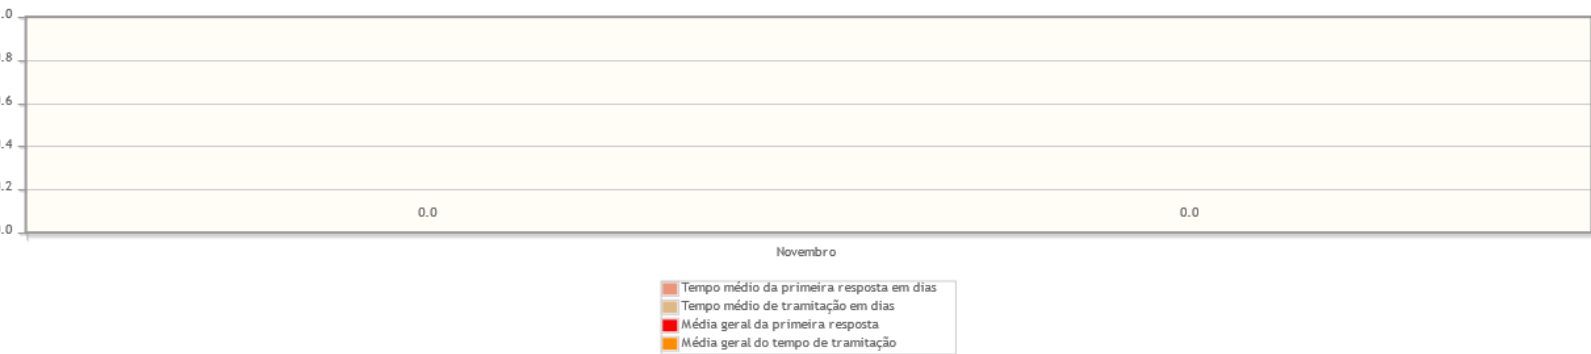 .0
.8
.6
.4
.2
0.0 0.0
.0
Novembro
Tempo médio da primeira resposta em dias
Tempo médio de tramitação em dias
Média geral da primeira resposta
Média geral do tempo de tramitação